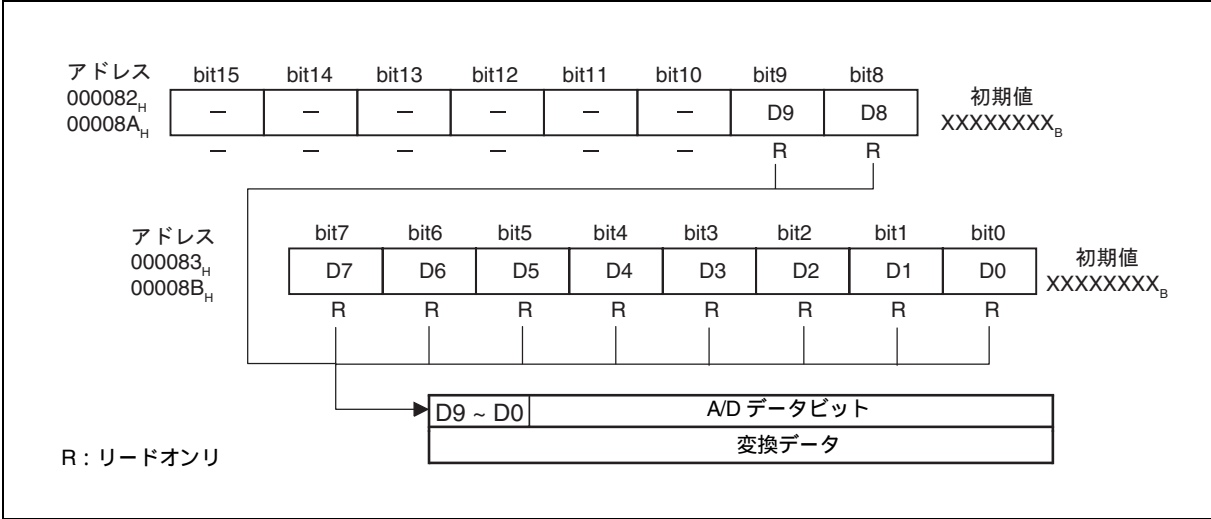 アドレス bit15 bit14 bit13 bit12 bit11 bit10 bit9 bit8
000082H
00008AH
— — — — — — D9 D8
初期値
XXXXXXXXB
— — — — — — R R
アドレス bit7 bit6 bit5 bit4 bit3 bit2 bit1 bit0
000083H
00008BH
D7 D6 D5 D4 D3 D2 D1 D0
初期値
XXXXXXXXB
R R R R R R R R
D9 ~ D0 A/D データビット
変換データ
R : リードオンリ